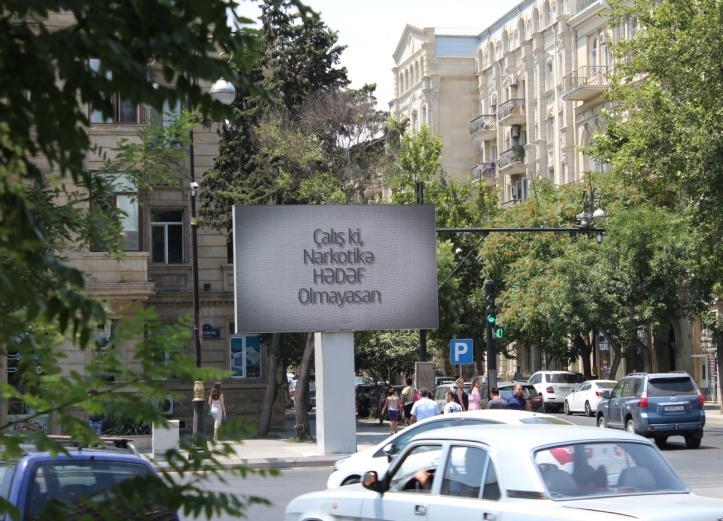 Çalış ki,
Narkotikə
HƏDƏF
Olmayasan
P